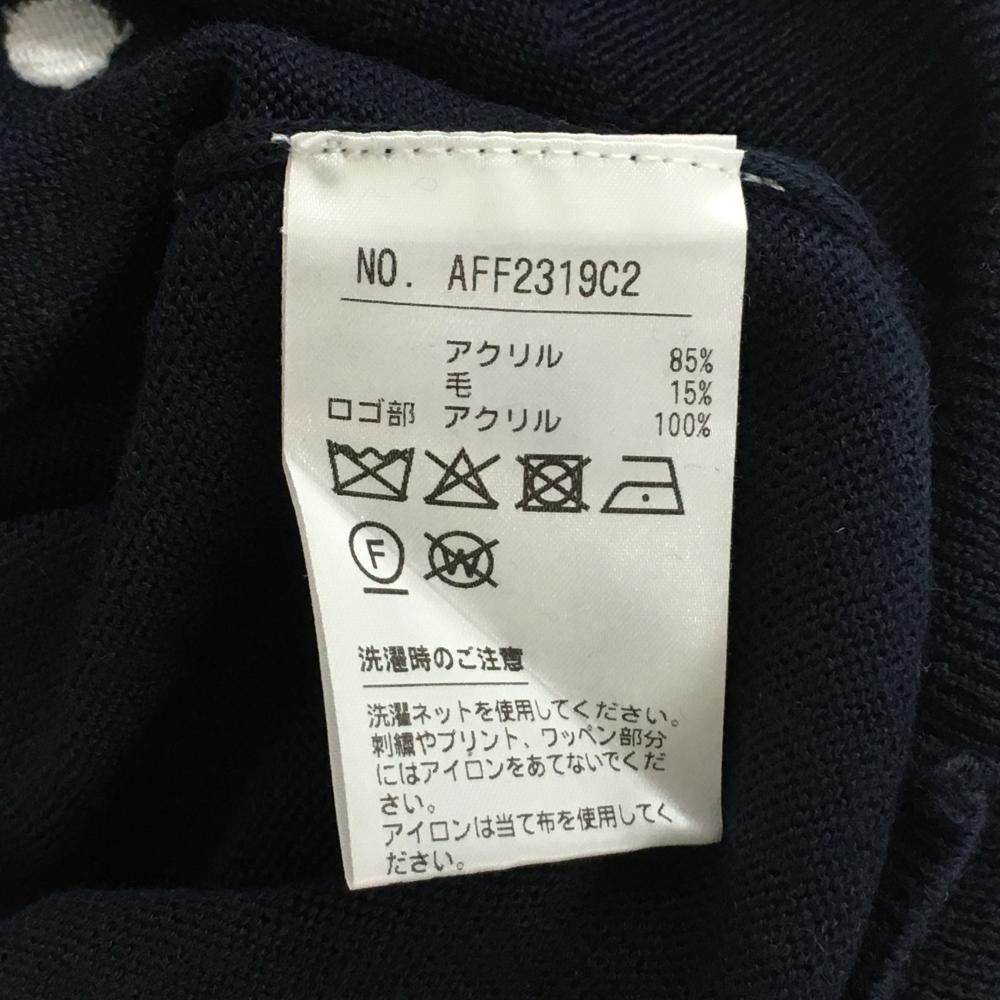 NO. AFF2319C2
アクリル 85%
毛 15%
ロゴ部 アクリル 100%
F W
洗濯時のご注意
洗濯ネットを使用してください。
刺繍やプリント、ワッペン部分
にはアイロンをあてないでくだ
さい。
アイロンは当て布を使用してく
ださい。